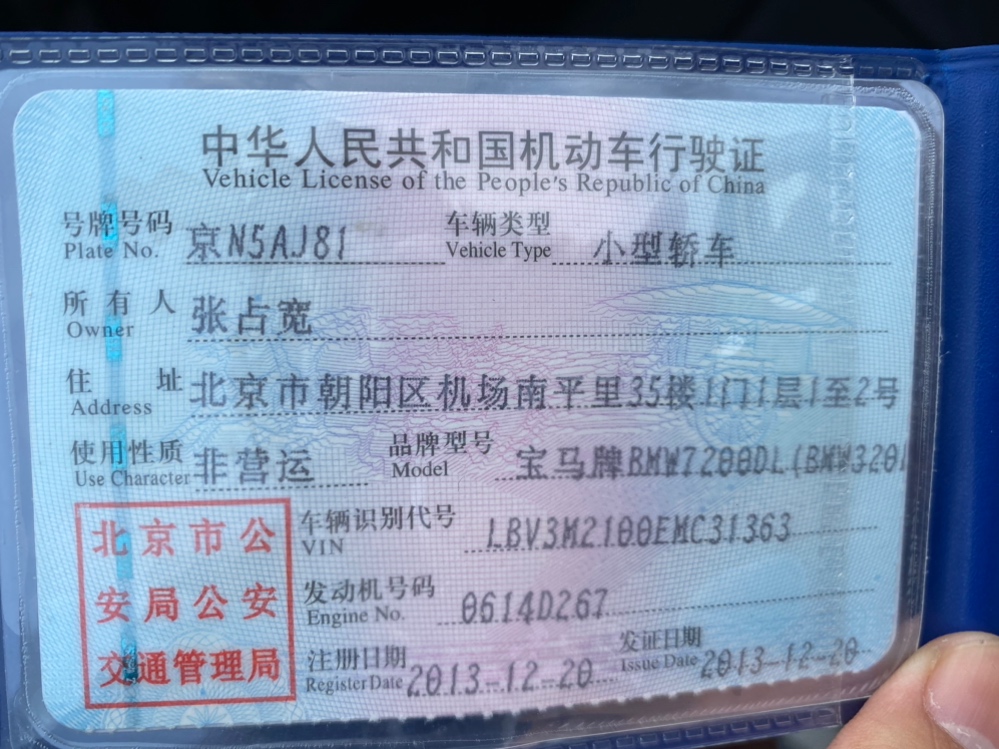 中华人民共和国机动车行驶证
Vehicle License of the People's Republic of China
号牌号码 京N5AJ81 车辆类型 小型轿车
Plate No. Vehicle Type
所有人 张占宽
Owner
住址 北京市朝阳区机场南平里35楼1门1层1至2号
Address
使用性质 非营运 品牌型号 宝马牌BMW7200DL(BMW320
Use Character Model
北京市公
安局公安
交通管理局
车辆识别代号 LBV3M2100EMC31363
VIN
发动机号码 0614D267
Engine No.
注册日期 2013-12-20 发证日期 2013-12-20
Register Date Issue Date